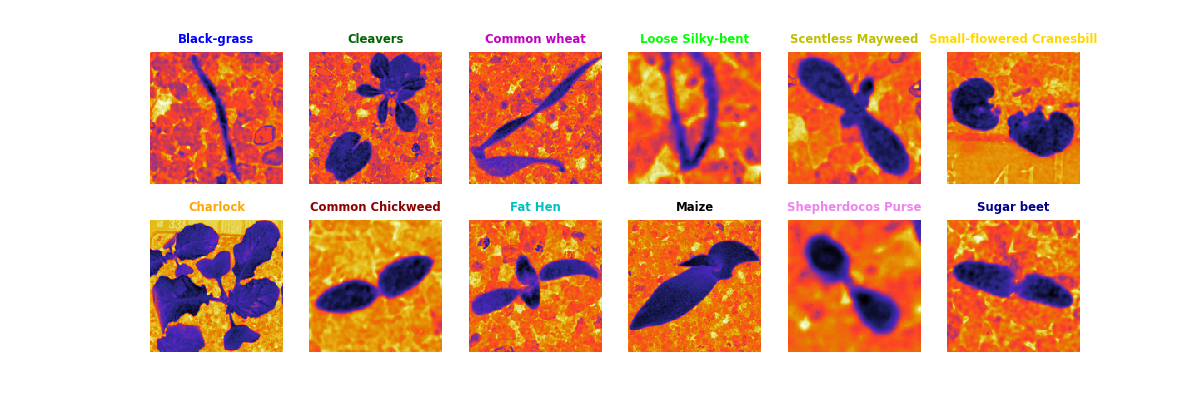 Black-grass
Cleavers
Common wheat
Loose Silky-bent
Scentless Mayweed
Small-flowered Cranesbill
Charlock
Common Chickweed
Fat Hen
Maize
Shepherdocos Purse
Sugar beet